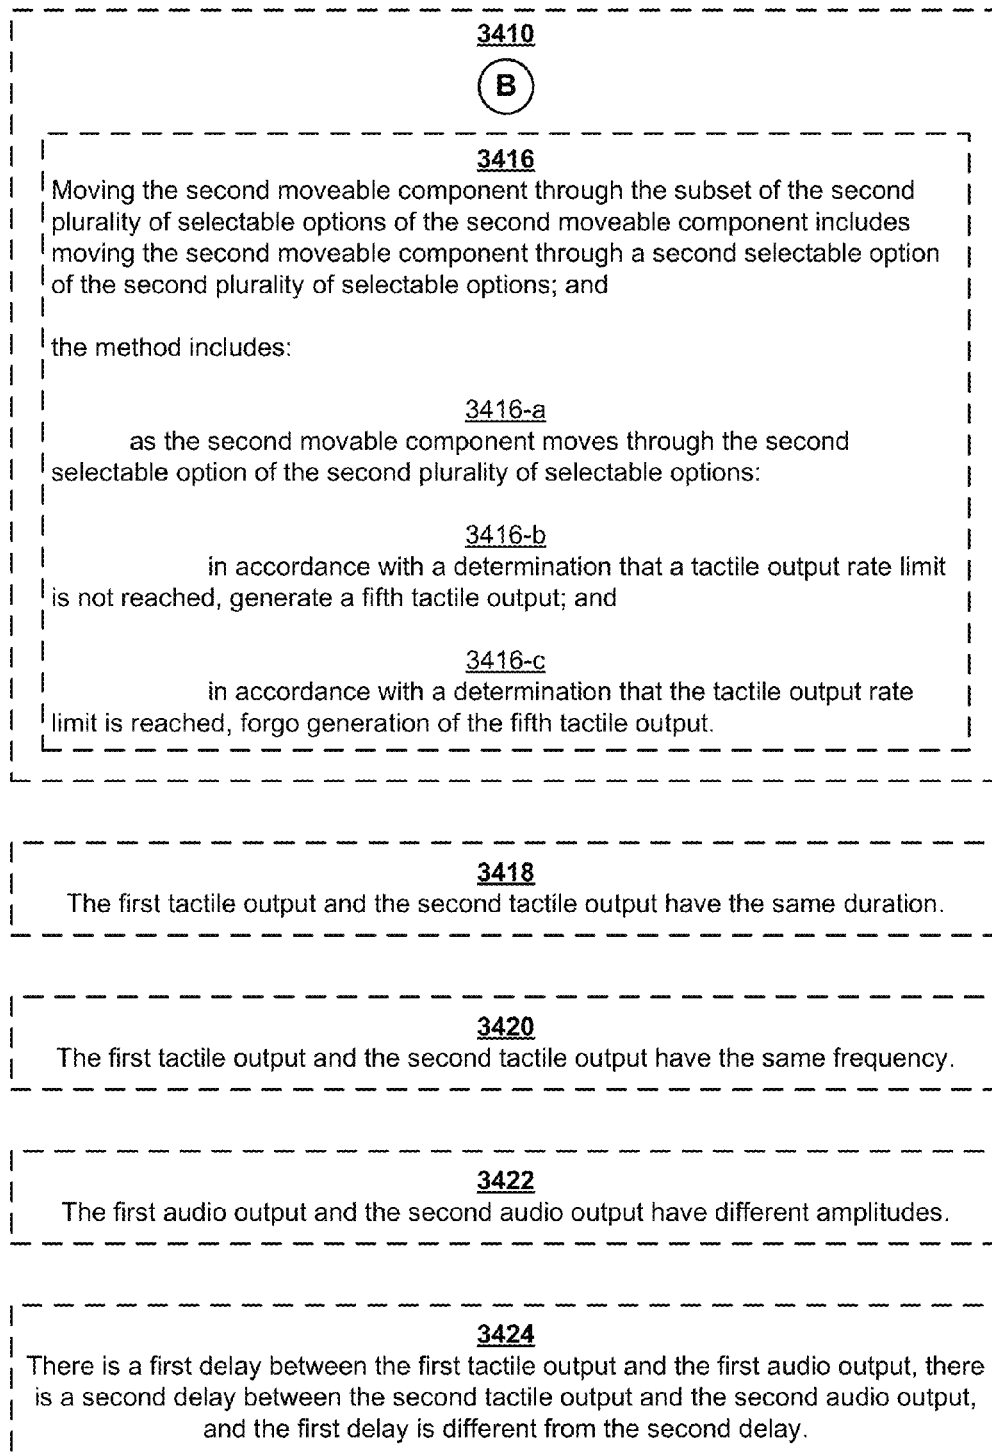 3410
B
3416
Moving the second moveable component through the subset of the second
plurality of selectable options of the second moveable component includes
moving the second moveable component through a second selectable option
of the second plurality of selectable options; and
the method includes:
3416-a
as the second movable component moves through the second
selectable option of the second plurality of selectable options:
3416-b
in accordance with a determination that a tactile output rate limit
is not reached, generate a fifth tactile output; and
3416-c
in accordance with a determination that the tactile output rate
limit is reached, forgo generation of the fifth tactile output.
3418
The first tactile output and the second tactile output have the same duration.
3420
The first tactile output and the second tactile output have the same frequency.
3422
The first audio output and the second audio output have different amplitudes.
3424
There is a first delay between the first tactile output and the first audio output, there
is a second delay between the second tactile output and the second audio output,
and the first delay is different from the second delay.